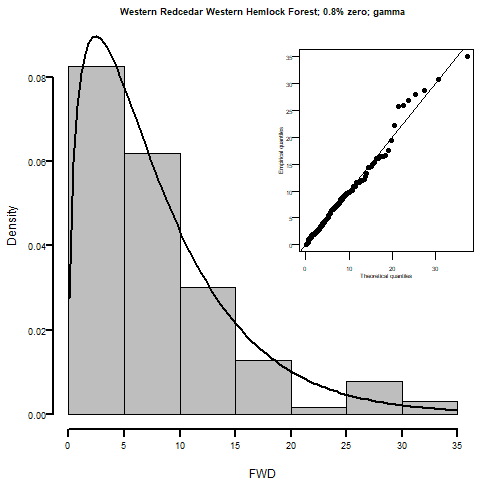 Western Redcedar Western Hemlock Forest; 0.8% zero; gamma
Density
0.08
0.06
0.04
0.02
0.00
0 5 10 15 20 25 30 35
FWD
Empirical quantiles
35
30
25
20
15
10
5
0
0 10 20 30
Theoretical quantiles